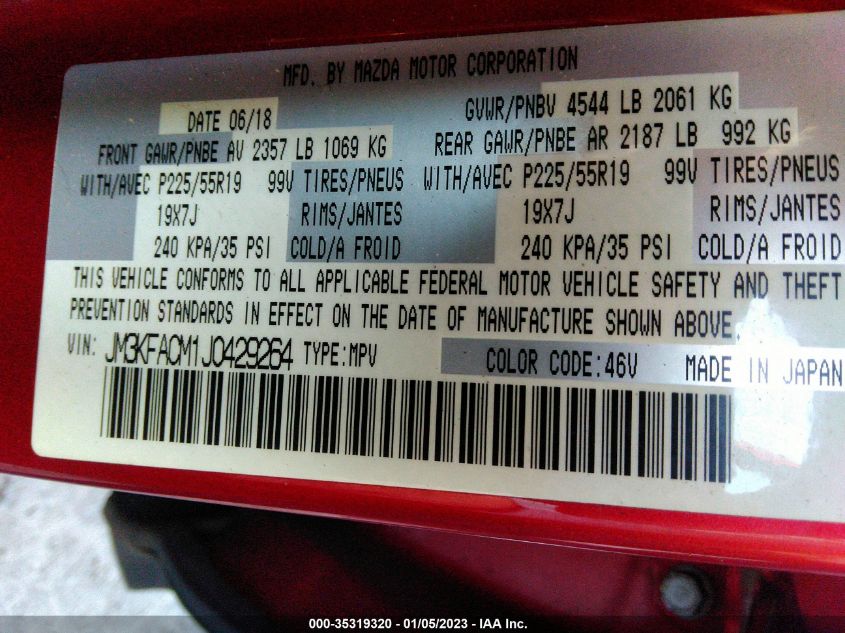 MFD. BY MAZDA MOTOR CORPORATION
DATE 06/18 GVWR/PNBV 4544 LB 2061 KG
FRONT GAWR/PNBE AV 2357 LB 1069 KG REAR GAWR/PNBE AR 2187 LB 992 KG
WITH/AVEC P225/55R19 99V TIRES/PNEUS WITH/AVEC P225/55R19 99V TIRES/PNEUS
19X7J RIMS/JANTES 19X7J RIMS/JANTES
240 KPA/35 PSI COLD/A FROID 240 KPA/35 PSI COLD/A FROID
THIS VEHICLE CONFORMS TO ALL APPLICABLE FEDERAL MOTOR VEHICLE SAFETY AND THEFT
PREVENTION STANDARDS IN EFFECT ON THE DATE OF MANUFACTURE SHOWN ABOVE.
VIN: JM3KFACM1J0429264 TYPE:MPV COLOR CODE:46V MADE IN JAPAN
000-35319320 - 01/05/2023 - IAA Inc.